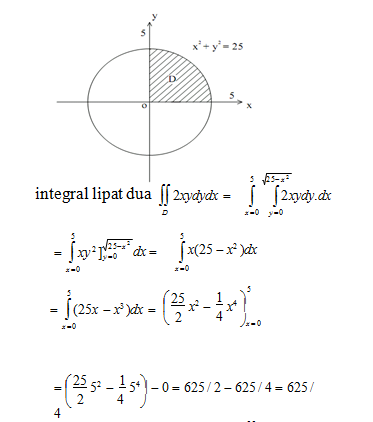 y
5
x² + y² = 25
D
5
o
x
integral lipat dua ∬_D 2xydydx = ∫_{x=0}^{5} ∫_{y=0}^{√(25−x²)} 2xydy.dx
= ∫_{x=0}^{5} xy²]_{y=0}^{√(25−x²)} dx = ∫_{x=0}^{5} x(25 − x²)dx
= ∫_{x=0}^{5} (25x − x³)dx = (25/2 x² − 1/4 x⁴)_{x=0}^{5}
= (25/2 5² − 1/4 5⁴) − 0 = 625/2 − 625/4 = 625/
4